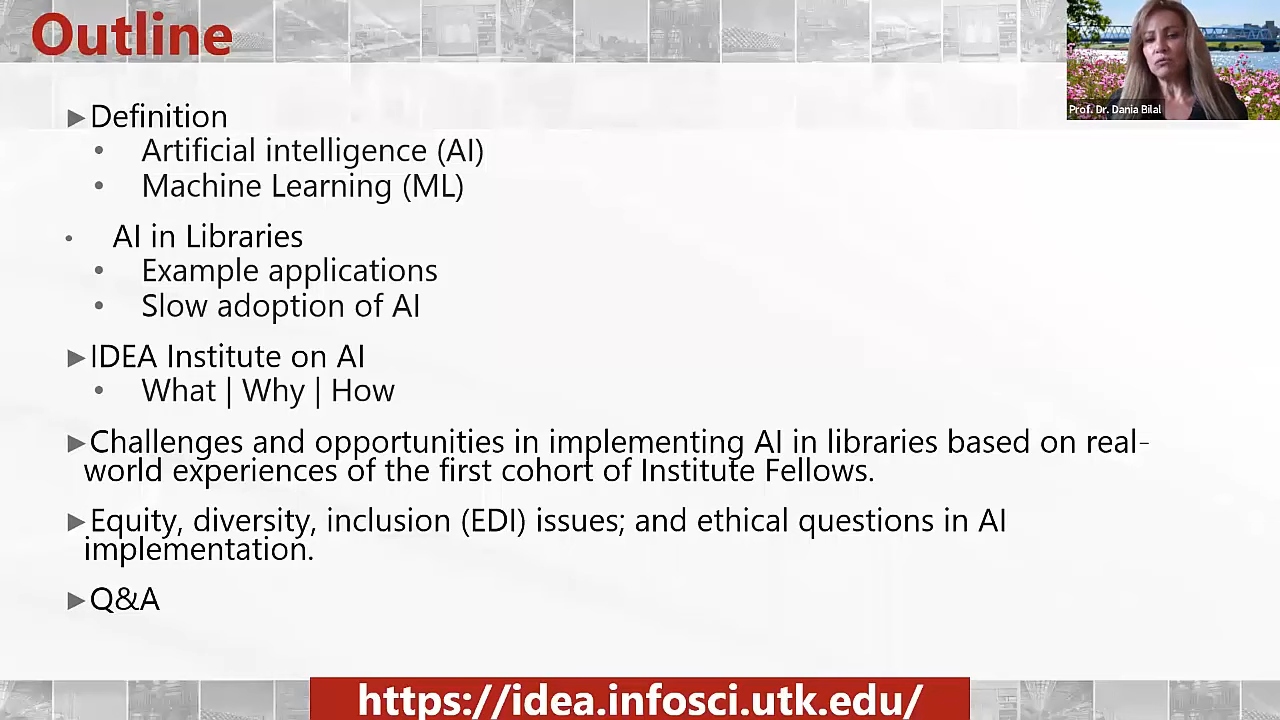 Outline
Prof. Dr. Dania Bilal
►Definition
• Artificial intelligence (AI)
• Machine Learning (ML)
• AI in Libraries
• Example applications
• Slow adoption of AI
►IDEA Institute on AI
• What | Why | How
►Challenges and opportunities in implementing AI in libraries based on real-
world experiences of the first cohort of Institute Fellows.
►Equity, diversity, inclusion (EDI) issues; and ethical questions in AI
implementation.
►Q&A
https://idea.infosci.utk.edu/